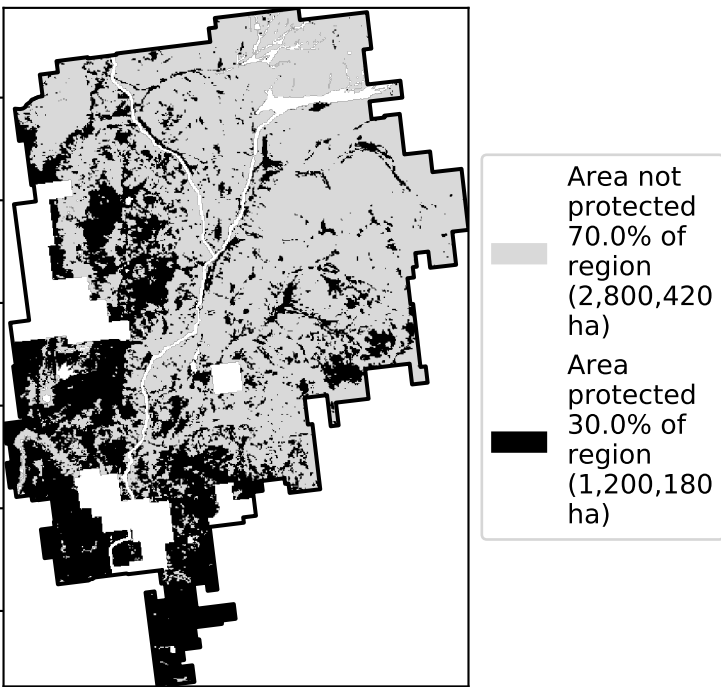 Area not
protected
70.0% of
region
(2,800,420
ha)
Area
protected
30.0% of
region
(1,200,180
ha)